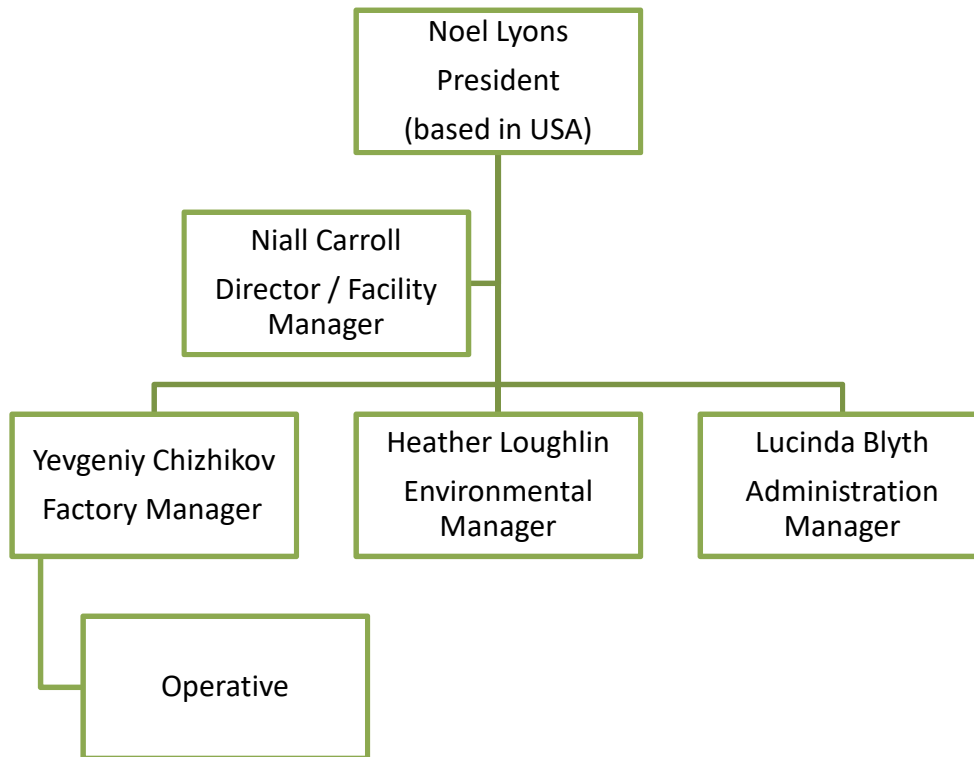 Noel Lyons
President
(based in USA)
Niall Carroll
Director / Facility
Manager
Yevgeniy Chizhikov
Factory Manager
Heather Loughlin
Environmental
Manager
Lucinda Blyth
Administration
Manager
Operative